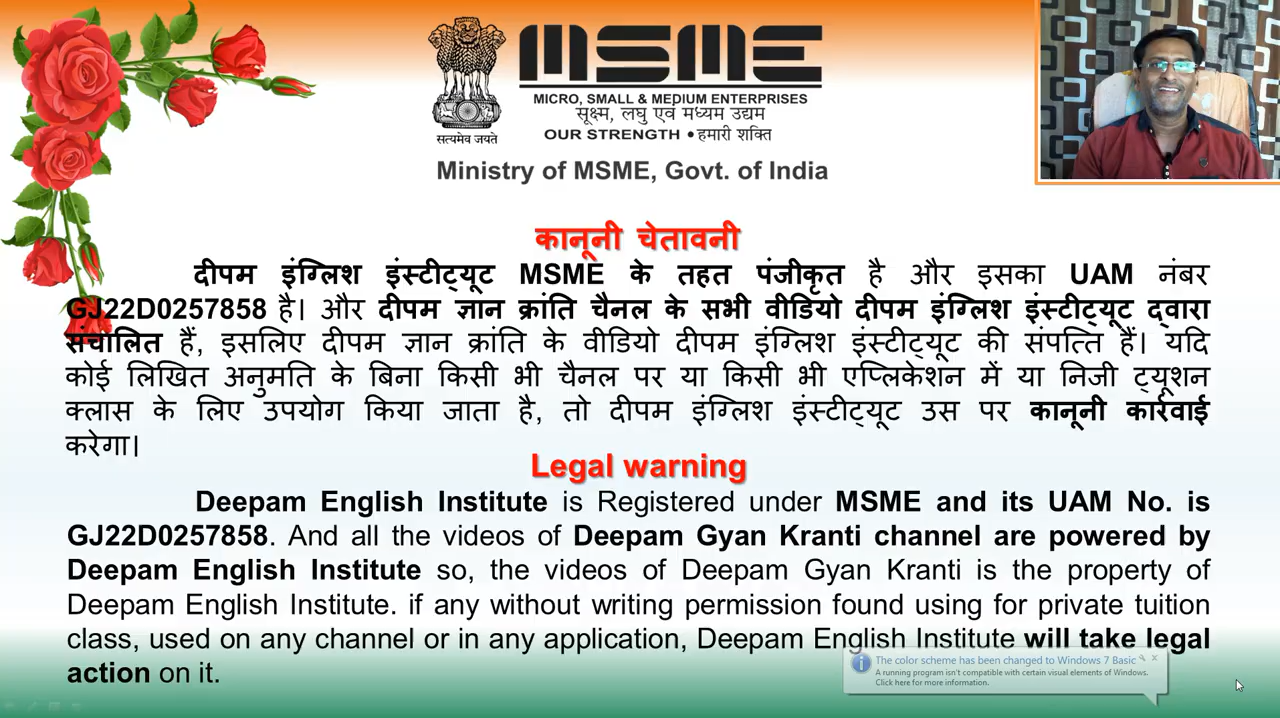 MSME
MICRO, SMALL & MEDIUM ENTERPRISES
सूक्ष्म, लघु एवं मध्यम उद्यम
OUR STRENGTH • हमारी शक्ति
सत्यमेव जयते
Ministry of MSME, Govt. of India
कानूनी चेतावनी
दीपम इंग्लिश इंस्टीट्यूट MSME के तहत पंजीकृत है और इसका UAM नंबर
GJ22D0257858 है। और दीपम ज्ञान क्रांति चैनल के सभी वीडियो दीपम इंग्लिश इंस्टीट्यूट द्वारा
संचालित हैं, इसलिए दीपम ज्ञान क्रांति के वीडियो दीपम इंग्लिश इंस्टीट्यूट की संपत्ति हैं। यदि
कोई लिखित अनुमति के बिना किसी भी चैनल पर या किसी भी एप्लिकेशन में या निजी ट्यूशन
क्लास के लिए उपयोग किया जाता है, तो दीपम इंग्लिश इंस्टीट्यूट उस पर कानूनी कार्रवाई
करेगा।
Legal warning
Deepam English Institute is Registered under MSME and its UAM No. is
GJ22D0257858. And all the videos of Deepam Gyan Kranti channel are powered by
Deepam English Institute so, the videos of Deepam Gyan Kranti is the property of
Deepam English Institute. if any without writing permission found using for private tuition
class, used on any channel or in any application, Deepam English Institute will take legal
action on it.
The color scheme has been changed to Windows 7 Basic
A running program isn't compatible with certain visual elements of Windows.
Click here for more information.